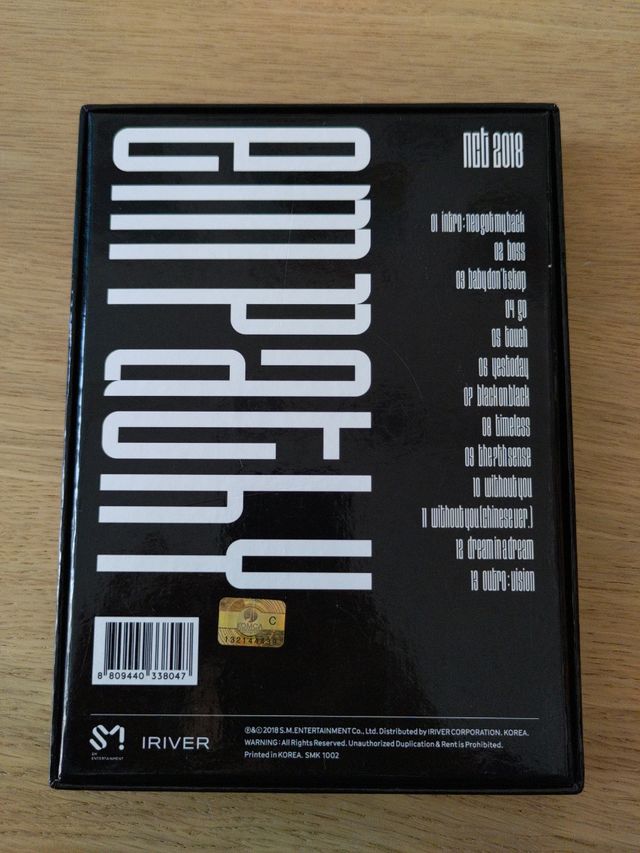 empathy
nct 2018
01 intro : neo got my back
02 boss
03 baby don't stop
04 go
05 touch
06 yestoday
07 black on black
08 timeless
09 the 7th sense
10 without you
11 without you (chinese ver.)
12 dream in a dream
13 outro : vision
KOMCA
C
8 809440 338047
SM
SM
ENTERTAINMENT
IRIVER
℗&© 2018 S.M.ENTERTAINMENT Co., Ltd. Distributed by IRIVER CORPORATION. KOREA.
WARNING : All Rights Reserved. Unauthorized Duplication & Rent is Prohibited.
Printed in KOREA. SMK 1002